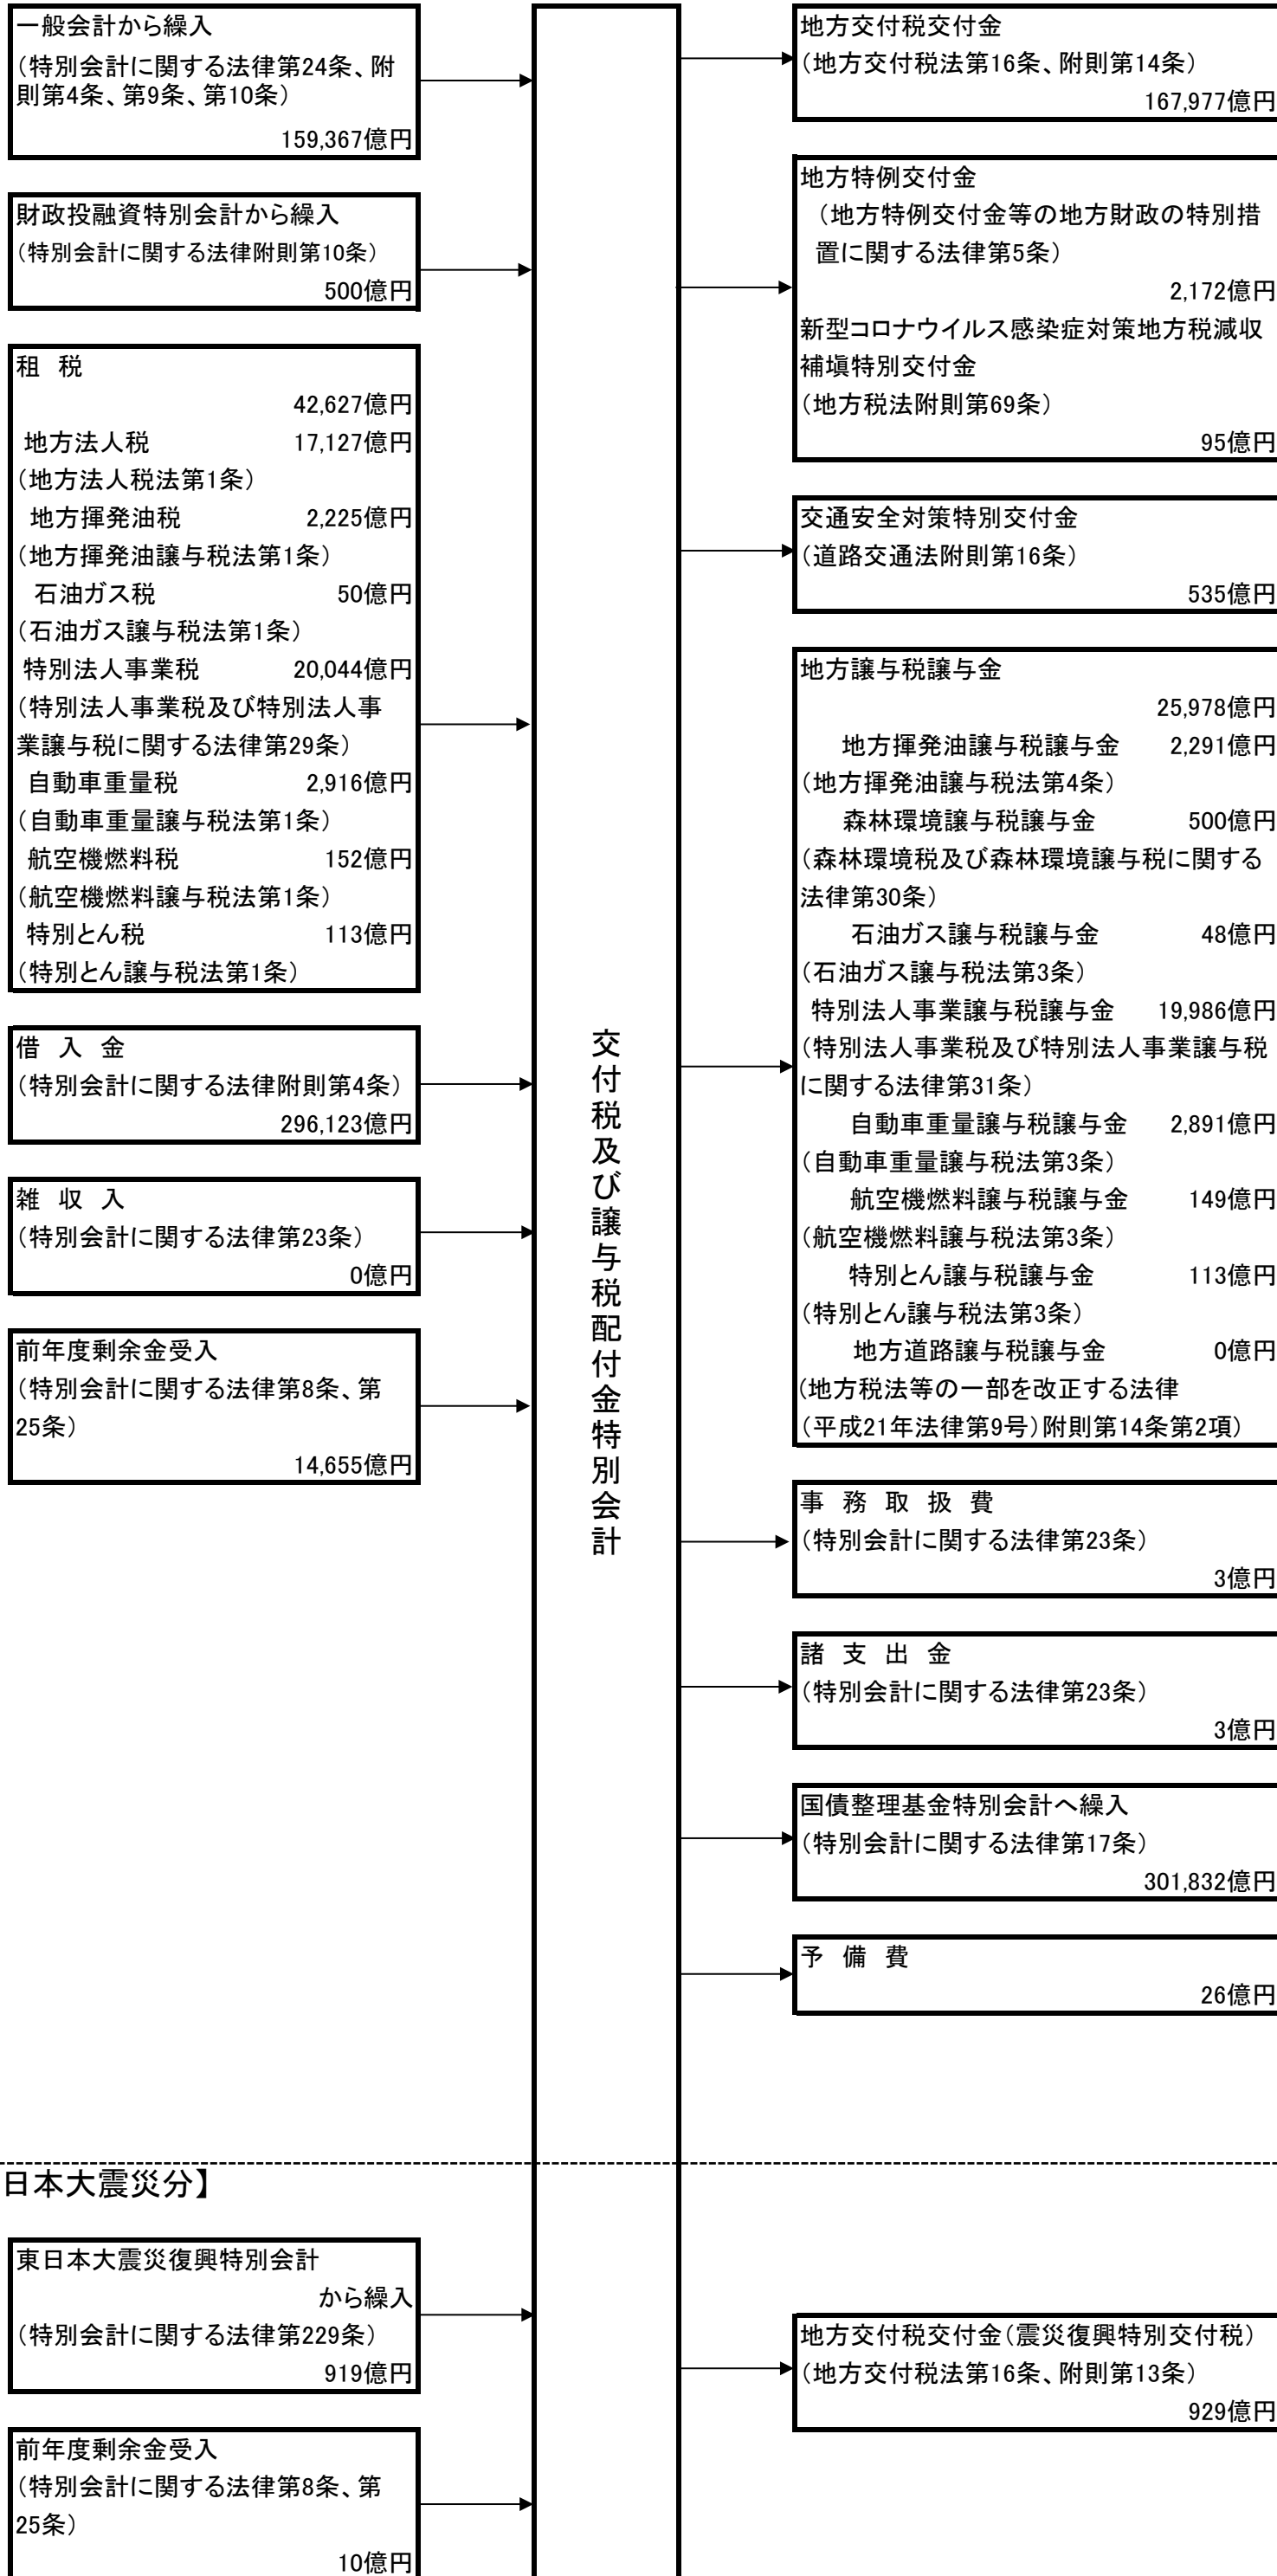 一般会計から繰入
(特別会計に関する法律第24条、附
則第4条、第9条、第10条)
159,367億円
財政投融資特別会計から繰入
(特別会計に関する法律附則第10条)
500億円
租 税
42,627億円
地方法人税 17,127億円
(地方法人税法第1条)
地方揮発油税 2,225億円
(地方揮発油譲与税法第1条)
石油ガス税 50億円
(石油ガス譲与税法第1条)
特別法人事業税 20,044億円
(特別法人事業税及び特別法人事
業譲与税に関する法律第29条)
自動車重量税 2,916億円
(自動車重量譲与税法第1条)
航空機燃料税 152億円
(航空機燃料譲与税法第1条)
特別とん税 113億円
(特別とん譲与税法第1条)
借 入 金
(特別会計に関する法律附則第4条)
296,123億円
雑 収 入
(特別会計に関する法律第23条)
0億円
前年度剰余金受入
(特別会計に関する法律第8条、第
25条)
14,655億円
交付税及び譲与税配付金特別会計
地方交付税交付金
(地方交付税法第16条、附則第14条)
167,977億円
地方特例交付金
(地方特例交付金等の地方財政の特別措
置に関する法律第5条)
2,172億円
新型コロナウイルス感染症対策地方税減収
補塡特別交付金
(地方税法附則第69条)
95億円
交通安全対策特別交付金
(道路交通法附則第16条)
535億円
地方譲与税譲与金
25,978億円
地方揮発油譲与税譲与金 2,291億円
(地方揮発油譲与税法第4条)
森林環境譲与税譲与金 500億円
(森林環境税及び森林環境譲与税に関する
法律第30条)
石油ガス譲与税譲与金 48億円
(石油ガス譲与税法第3条)
特別法人事業譲与税譲与金 19,986億円
(特別法人事業税及び特別法人事業譲与税
に関する法律第31条)
自動車重量譲与税譲与金 2,891億円
(自動車重量譲与税法第3条)
航空機燃料譲与税譲与金 149億円
(航空機燃料譲与税法第3条)
特別とん譲与税譲与金 113億円
(特別とん譲与税法第3条)
地方道路譲与税譲与金 0億円
(地方税法等の一部を改正する法律
(平成21年法律第9号)附則第14条第2項)
事 務 取 扱 費
(特別会計に関する法律第23条)
3億円
諸 支 出 金
(特別会計に関する法律第23条)
3億円
国債整理基金特別会計へ繰入
(特別会計に関する法律第17条)
301,832億円
予 備 費
26億円
日本大震災分】
東日本大震災復興特別会計
から繰入
(特別会計に関する法律第229条)
919億円
前年度剰余金受入
(特別会計に関する法律第8条、第
25条)
10億円
地方交付税交付金(震災復興特別交付税)
(地方交付税法第16条、附則第13条)
929億円